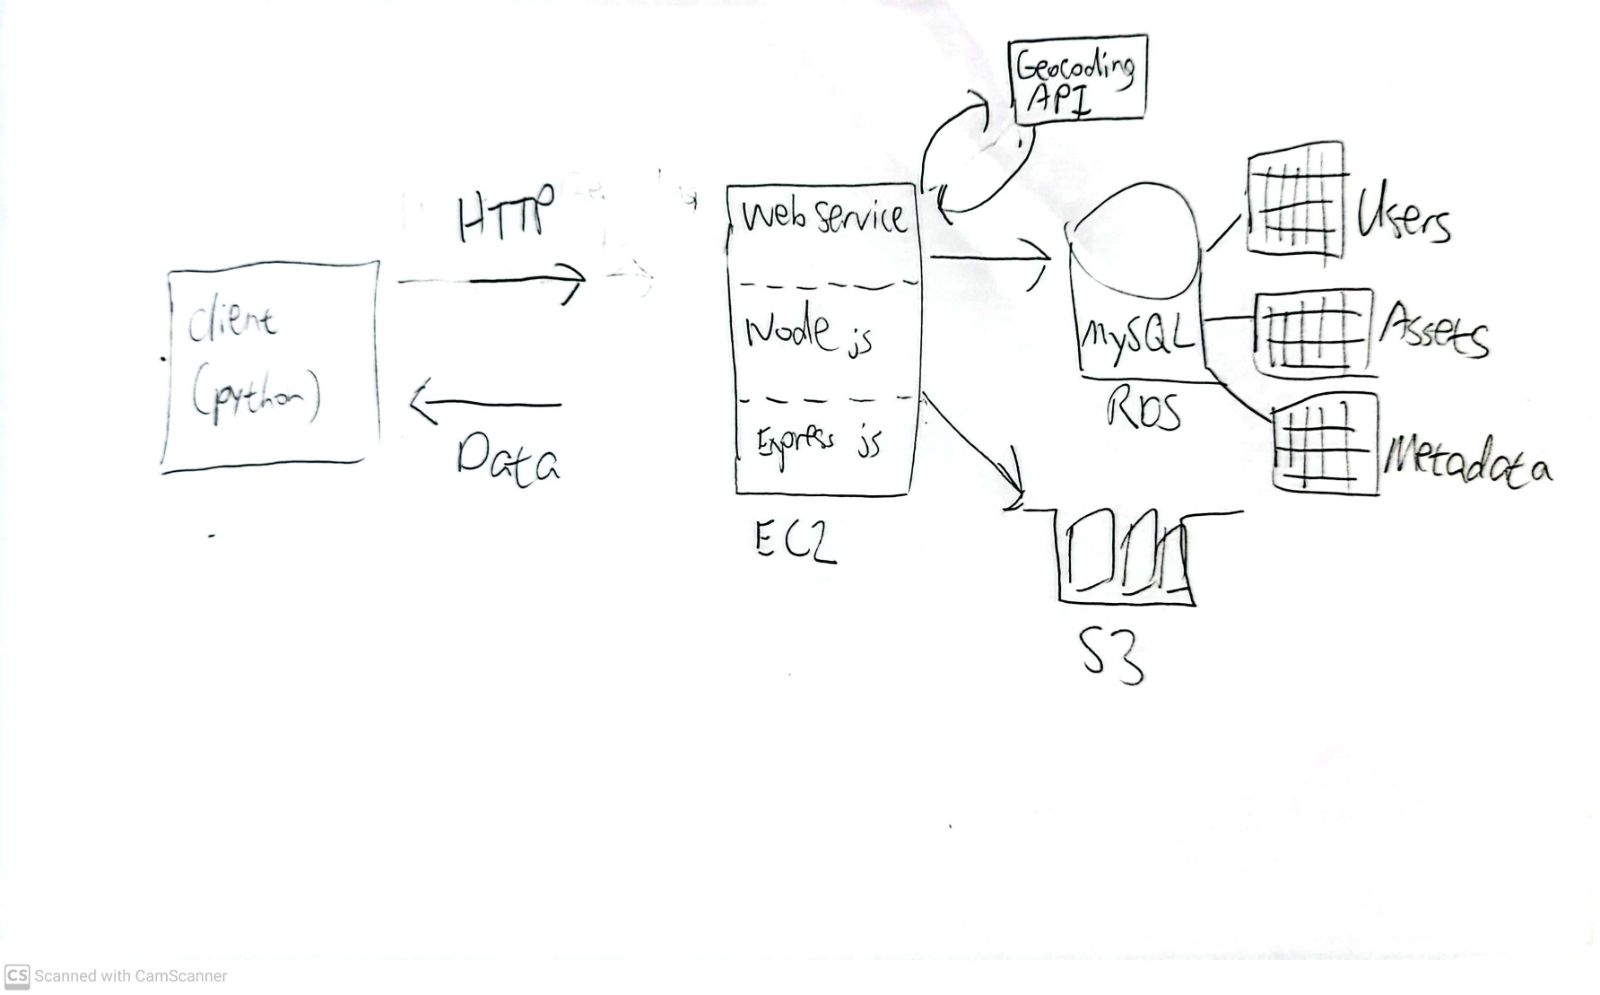 Geocoding
API
HTTP
Web Service
Users
client
(python)
Node js
MySQL
Assets
RDS
Data
Express js
Metadata
EC2
S3
CS Scanned with CamScanner